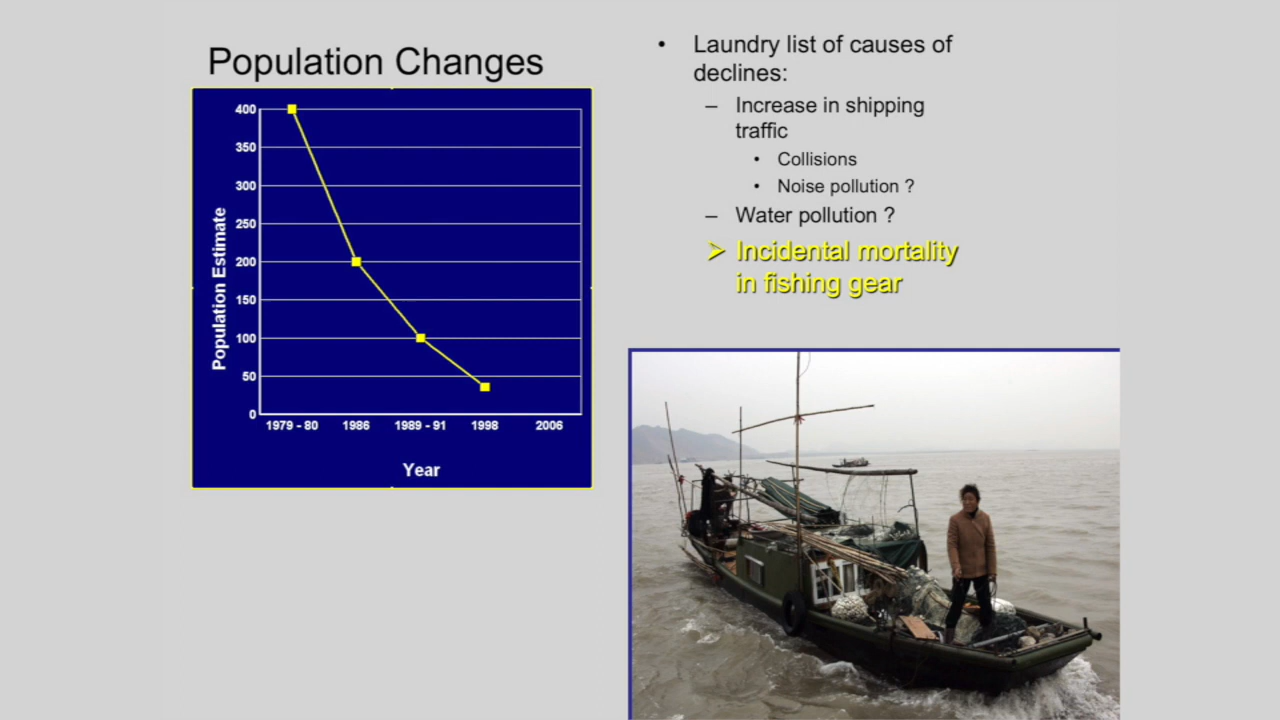 Population Changes
400
350
300
250
200
150
100
50
0
Population Estimate
1979 - 80 1986 1989 - 91 1998 2006
Year
• Laundry list of causes of
declines:
– Increase in shipping
traffic
• Collisions
• Noise pollution ?
– Water pollution ?
➢ Incidental mortality
in fishing gear